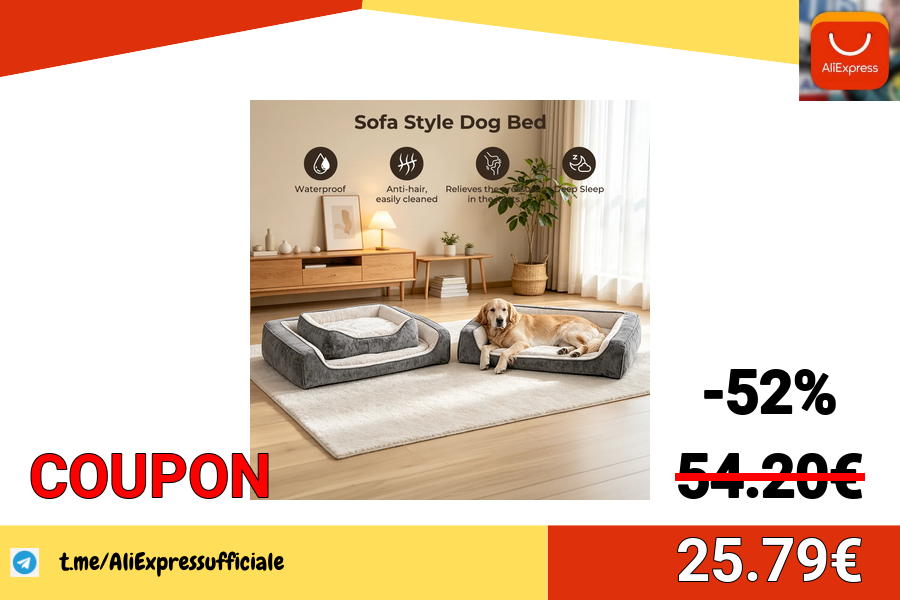 AliExpress
Sofa Style Dog Bed
Waterproof
Anti-hair,
easily cleaned
Relieves the
in the
Deep Sleep
-52%
COUPON
54.20€
t.me/AliExpressufficiale
25.79€